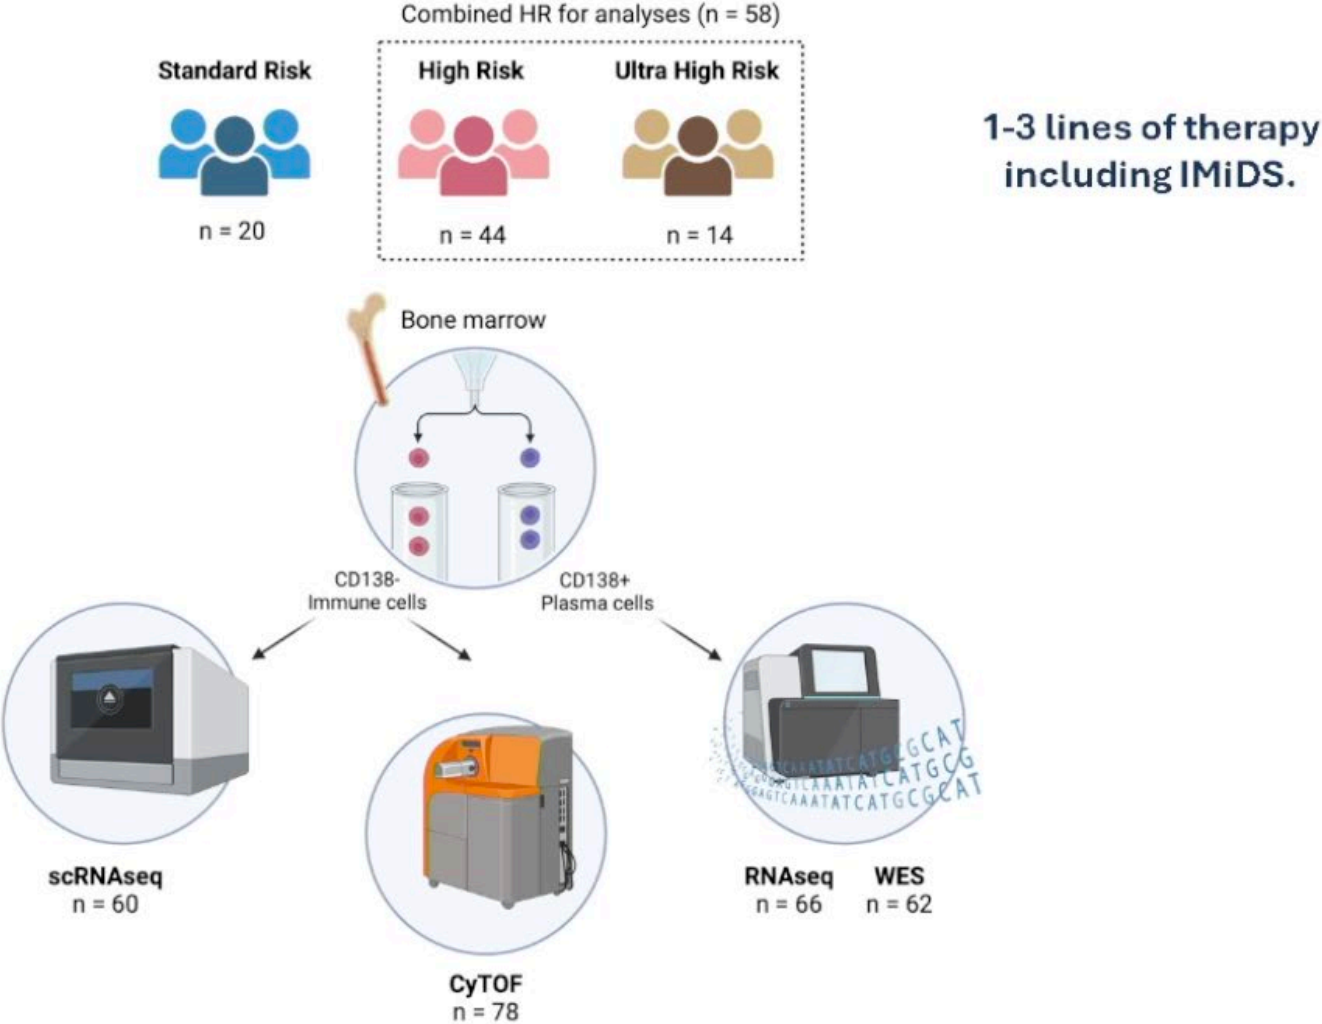 Combined HR for analyses (n = 58)
Standard Risk
High Risk
Ultra High Risk
n = 20
n = 44
n = 14
1-3 lines of therapy
including IMiDS.
Bone marrow
CD138-
Immune cells
CD138+
Plasma cells
scRNAseq
n = 60
CyTOF
n = 78
RNAseq
n = 66
WES
n = 62